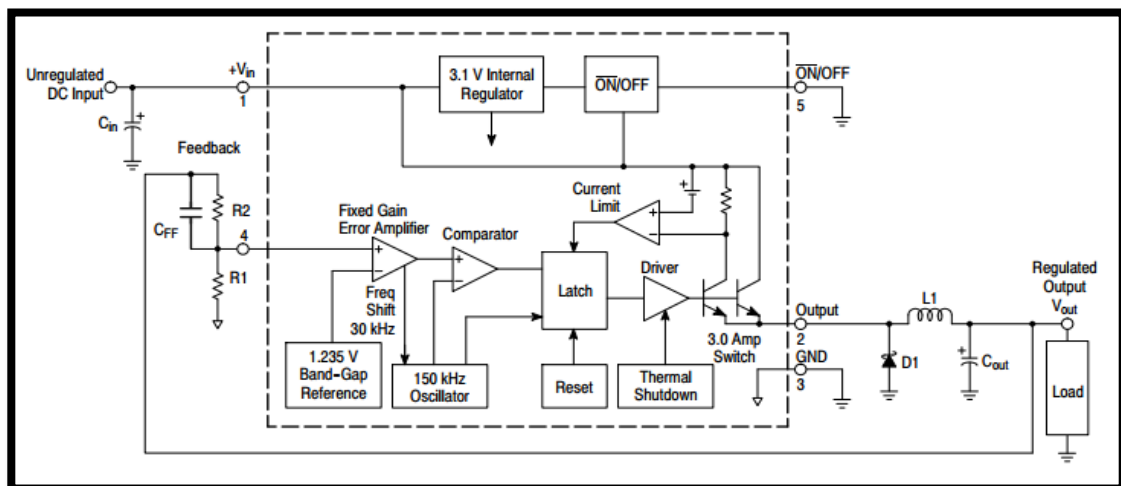 Unregulated
DC Input
Cin
+
+Vin
1
3.1 V Internal
Regulator
ON/OFF
ON/OFF
5
Feedback
R2
CFF
4
R1
Fixed Gain
Error Amplifier
+
−
Freq
Shift
30 kHz
Comparator
+
−
Current
Limit
+
−
+
Latch
Driver
3.0 Amp
Switch
1.235 V
Band-Gap
Reference
150 kHz
Oscillator
Reset
Thermal
Shutdown
Output
2
GND
3
L1
D1
+
Cout
Regulated
Output
Vout
Load